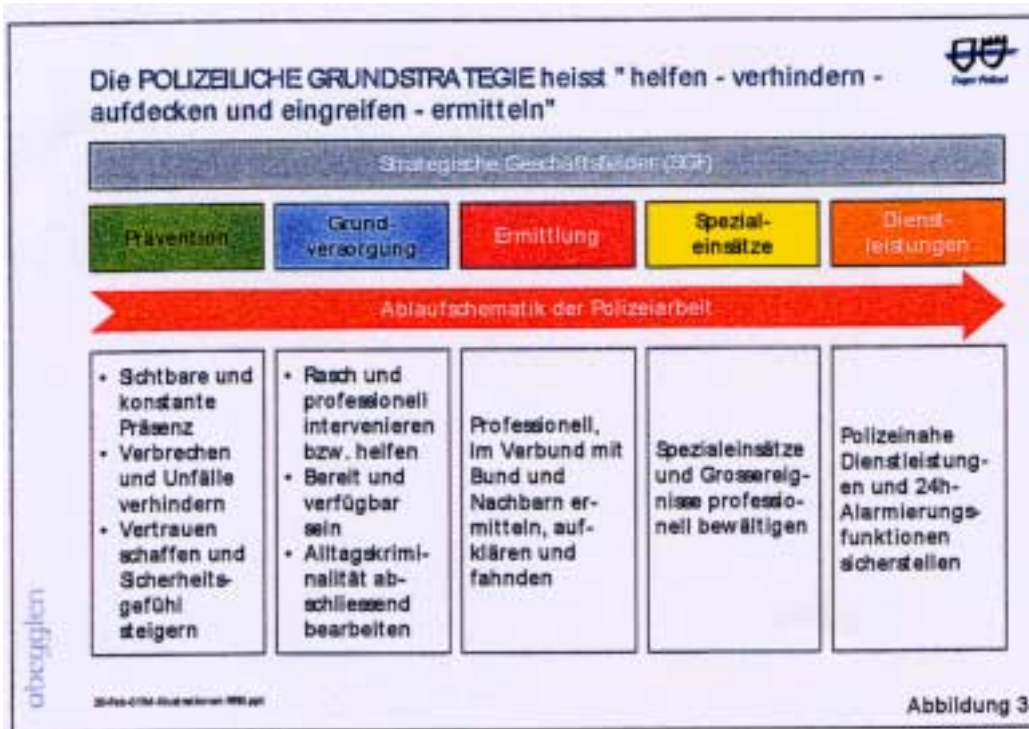 Die POLIZEILICHE GRUNDSTRATEGIE heisst " helfen - verhindern -
aufdecken und eingreifen - ermitteln"
Zuger Polizei
Strategische Geschäftsfelder (SGF)
Prävention
Grund-
versorgung
Ermittlung
Spezial-
einsätze
Dienst-
leistungen
Ablaufschematik der Polizeiarbeit
• Sichtbare und
konstante
Präsenz
• Verbrechen
und Unfälle
verhindern
• Vertrauen
schaffen und
Sicherheits-
gefühl
steigern
• Rasch und
professionell
intervenieren
bzw. helfen
• Bereit und
verfügbar
sein
• Alltagskrimi-
nalität ab-
schliessend
bearbeiten
Professionell,
im Verbund mit
Bund und
Nachbarn er-
mitteln, auf-
klären und
fahnden
Spezialeinsätze
und Grossereig-
nisse professio-
nell bewältigen
Polizeinahe
Dienstleistung-
en und 24h-
Alarmierungs-
funktionen
sicherstellen
abegglen
Abbildung 3